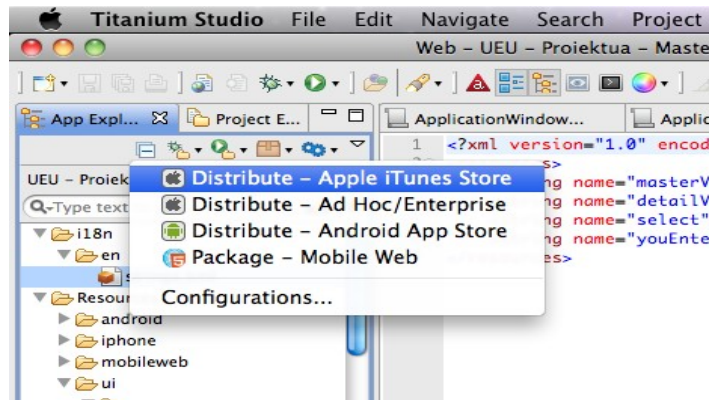 Titanium Studio File Edit Navigate Search Project
Web – UEU – Proiektua – Maste
App Expl... Project E... ApplicationWindow... Applic
1 <?xml version="1.0" encod
UEU – Proiek
Type text
Distribute – Apple iTunes Store
Distribute – Ad Hoc/Enterprise
Distribute – Android App Store
Package – Mobile Web
Configurations...
s>
ng name="masterV
ng name="detailV
ng name="select"
ng name="youEnte
es>
i18n
en
s
Resour
android
iphone
mobileweb
ui